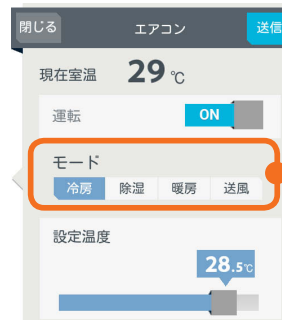 閉じる エアコン 送信
現在室温 29℃
運転 ON
モード
冷房 除湿 暖房 送風
設定温度
28.5℃